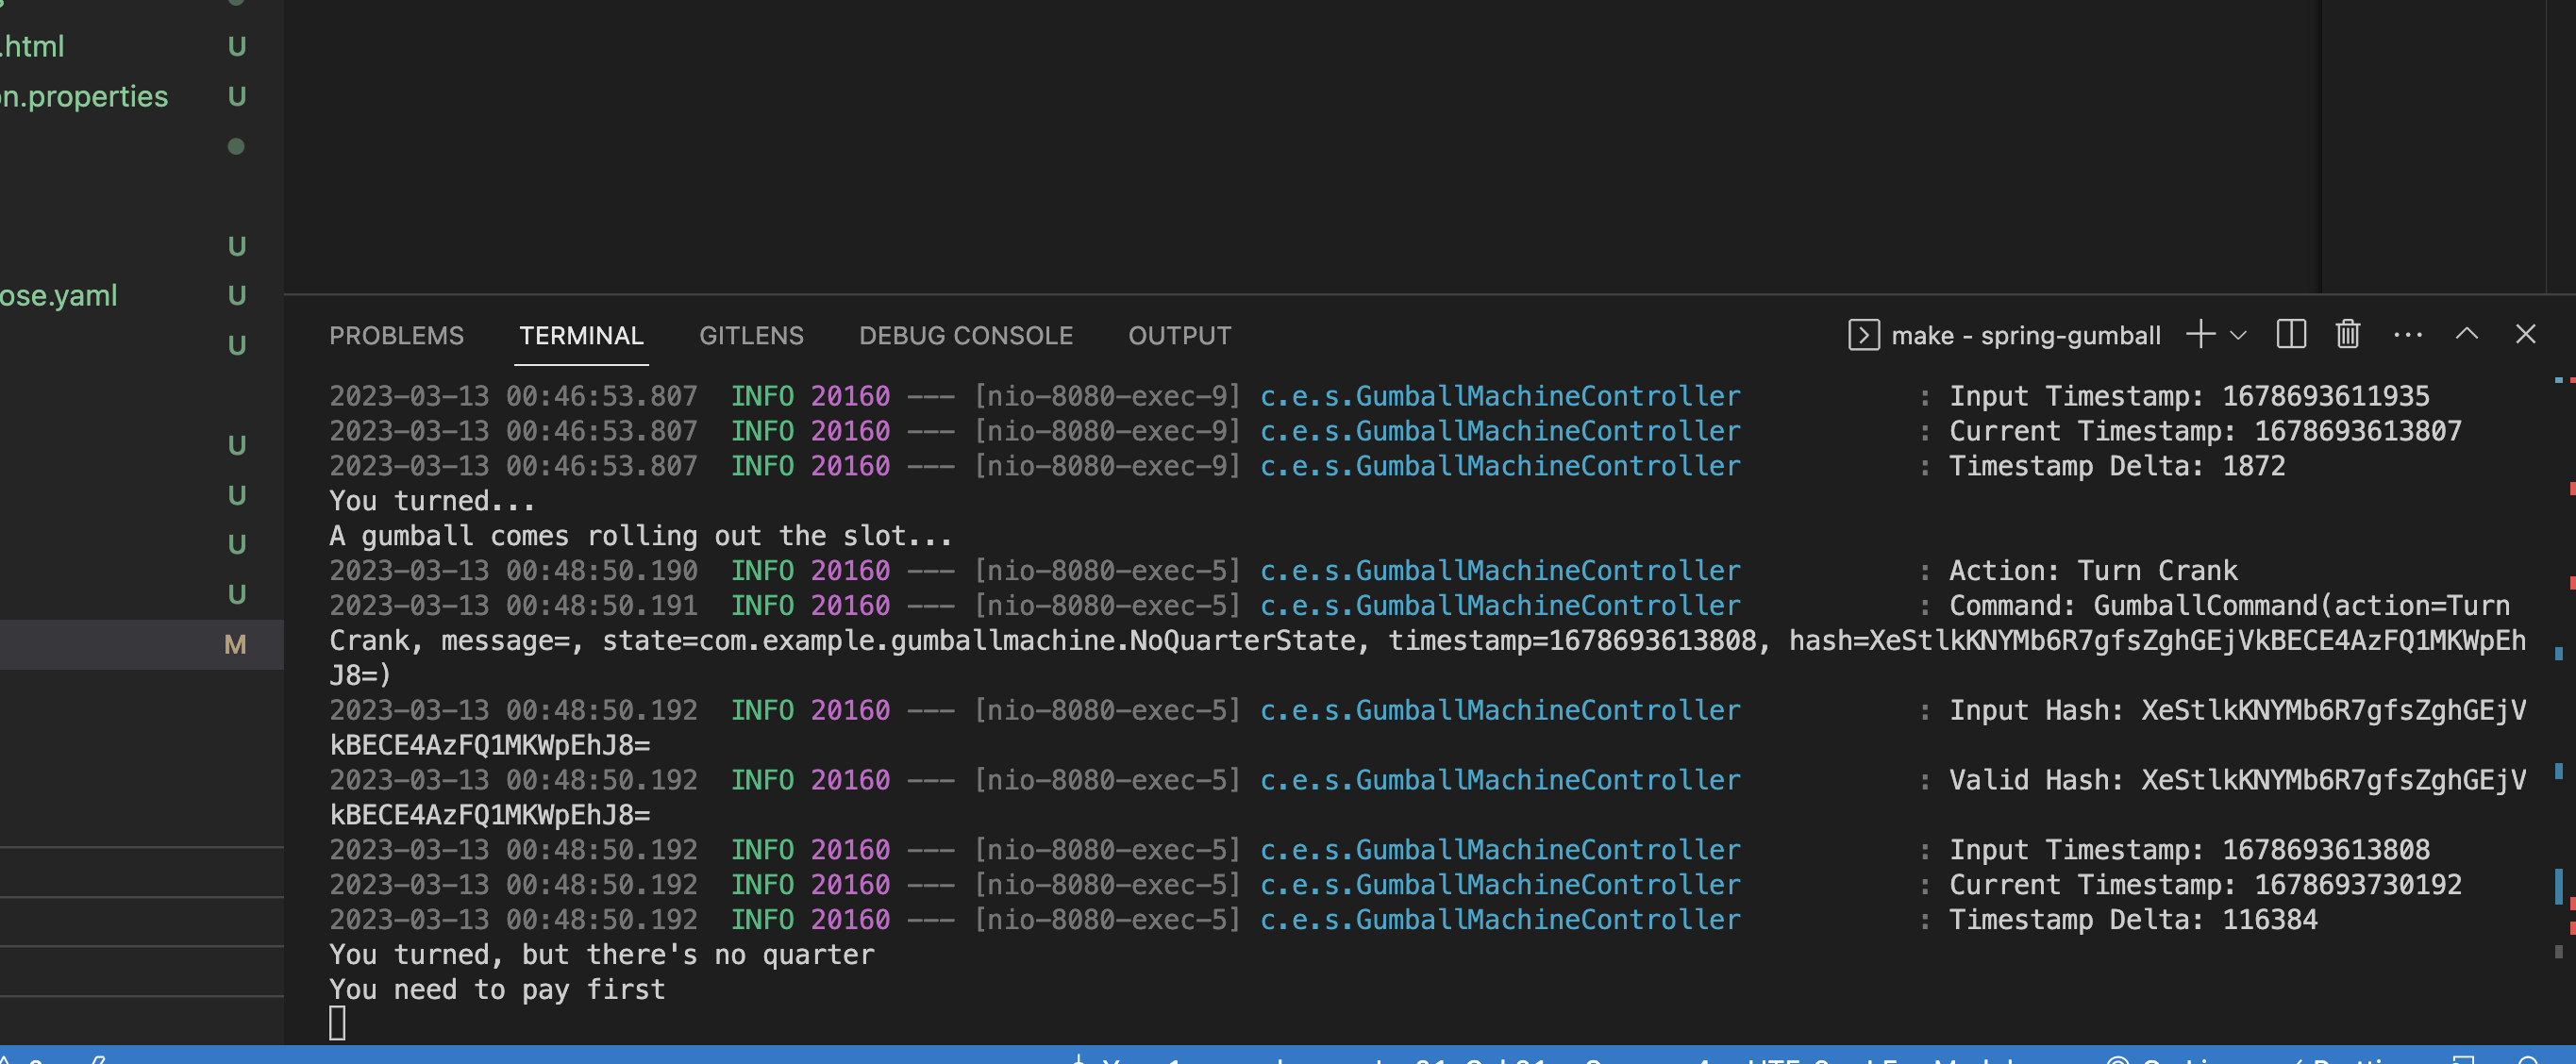 .html U
n.properties U
U
ose.yaml U
U
U
U
U
U
M
PROBLEMS TERMINAL GITLENS DEBUG CONSOLE OUTPUT make - spring-gumball
2023-03-13 00:46:53.807 INFO 20160 --- [nio-8080-exec-9] c.e.s.GumballMachineController : Input Timestamp: 1678693611935
2023-03-13 00:46:53.807 INFO 20160 --- [nio-8080-exec-9] c.e.s.GumballMachineController : Current Timestamp: 1678693613807
2023-03-13 00:46:53.807 INFO 20160 --- [nio-8080-exec-9] c.e.s.GumballMachineController : Timestamp Delta: 1872
You turned...
A gumball comes rolling out the slot...
2023-03-13 00:48:50.190 INFO 20160 --- [nio-8080-exec-5] c.e.s.GumballMachineController : Action: Turn Crank
2023-03-13 00:48:50.191 INFO 20160 --- [nio-8080-exec-5] c.e.s.GumballMachineController : Command: GumballCommand(action=Turn
Crank, message=, state=com.example.gumballmachine.NoQuarterState, timestamp=1678693613808, hash=XeStlkKNYMb6R7gfsZghGEjVkBECE4AzFQ1MKWpEh
J8=)
2023-03-13 00:48:50.192 INFO 20160 --- [nio-8080-exec-5] c.e.s.GumballMachineController : Input Hash: XeStlkKNYMb6R7gfsZghGEjV
kBECE4AzFQ1MKWpEhJ8=
2023-03-13 00:48:50.192 INFO 20160 --- [nio-8080-exec-5] c.e.s.GumballMachineController : Valid Hash: XeStlkKNYMb6R7gfsZghGEjV
kBECE4AzFQ1MKWpEhJ8=
2023-03-13 00:48:50.192 INFO 20160 --- [nio-8080-exec-5] c.e.s.GumballMachineController : Input Timestamp: 1678693613808
2023-03-13 00:48:50.192 INFO 20160 --- [nio-8080-exec-5] c.e.s.GumballMachineController : Current Timestamp: 1678693730192
2023-03-13 00:48:50.192 INFO 20160 --- [nio-8080-exec-5] c.e.s.GumballMachineController : Timestamp Delta: 116384
You turned, but there's no quarter
You need to pay first